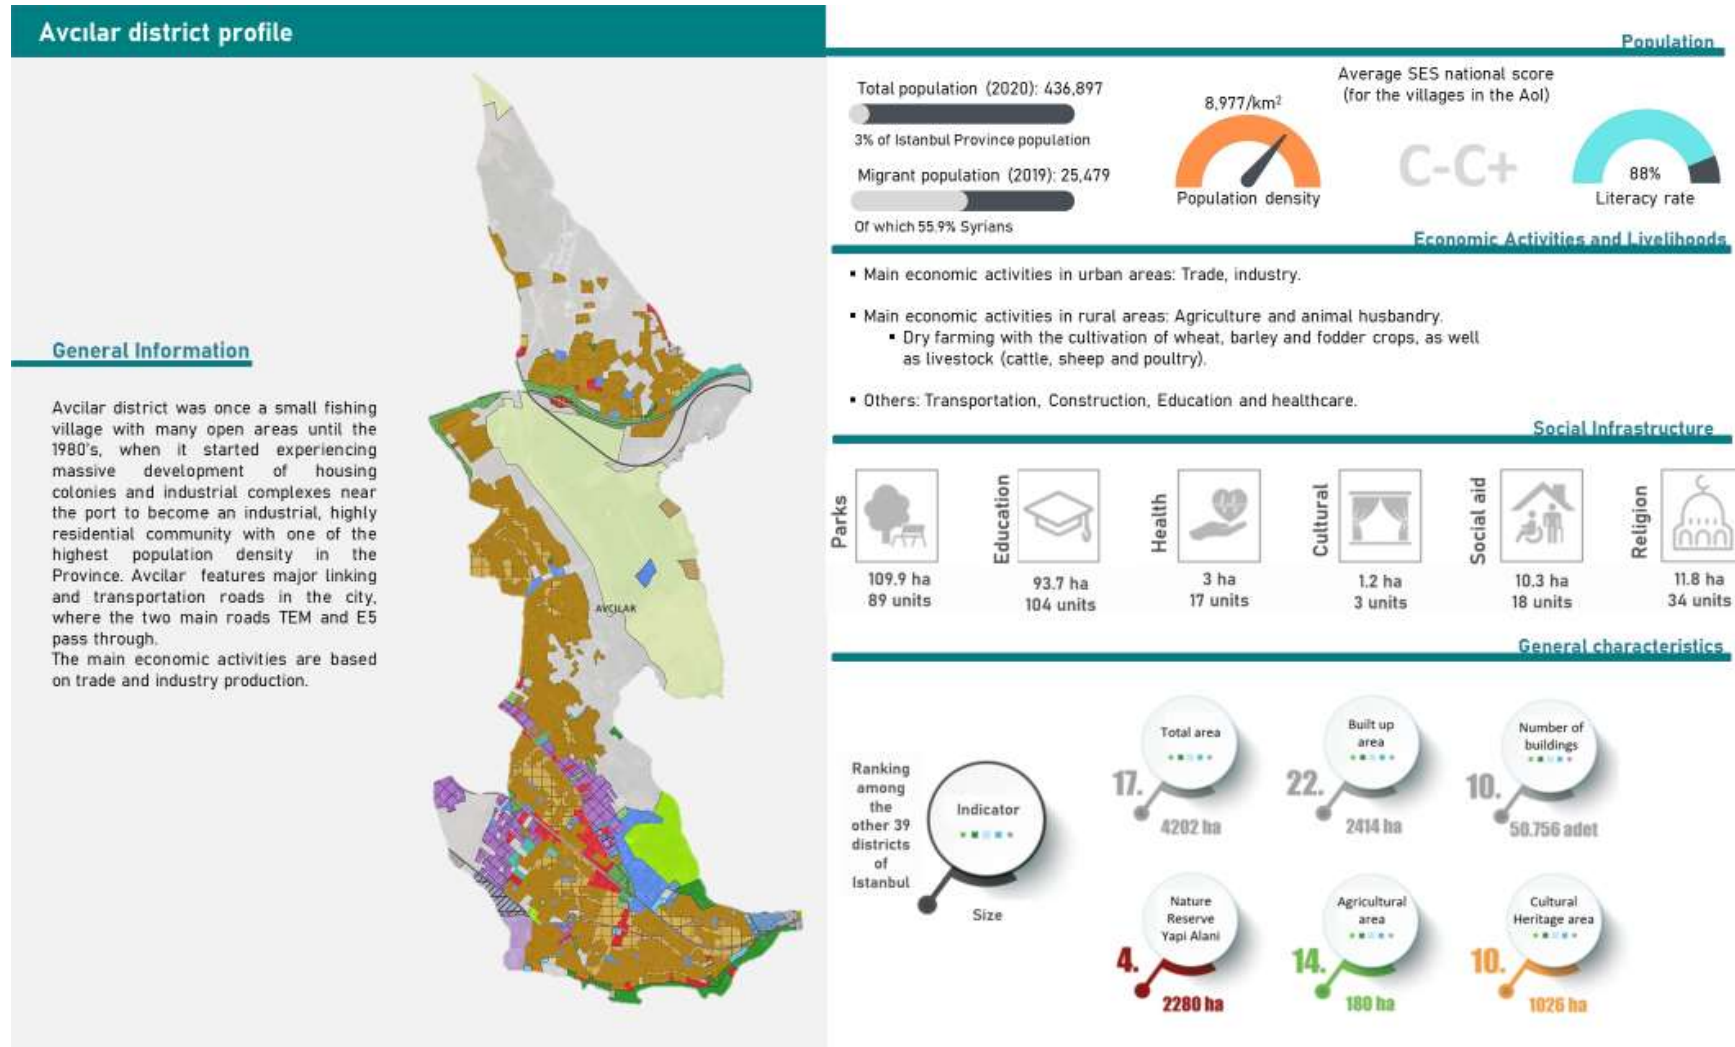 Avcılar district profile
General Information
Avcilar district was once a small fishing
village with many open areas until the
1980's, when it started experiencing
massive development of housing
colonies and industrial complexes near
the port to become an industrial, highly
residential community with one of the
highest population density in the
Province. Avcilar features major linking
and transportation roads in the city,
where the two main roads TEM and E5
pass through.
The main economic activities are based
on trade and industry production.
AVCILAR
Population
Total population (2020): 436,897
3% of Istanbul Province population
Migrant population (2019): 25,479
Of which 55.9% Syrians
8,977/km²
Population density
Average SES national score
(for the villages in the AoI)
C-C+
88%
Literacy rate
Economic Activities and Livelihoods
▪ Main economic activities in urban areas: Trade, industry.
▪ Main economic activities in rural areas: Agriculture and animal husbandry.
▪ Dry farming with the cultivation of wheat, barley and fodder crops, as well
as livestock (cattle, sheep and poultry).
▪ Others: Transportation, Construction, Education and healthcare.
Social Infrastructure
Parks
109.9 ha
89 units
Education
93.7 ha
104 units
Health
3 ha
17 units
Cultural
1.2 ha
3 units
Social aid
10.3 ha
18 units
Religion
11.8 ha
34 units
General characteristics
Ranking
among
the
other 39
districts
of
Istanbul
Indicator
Size
Total area
17.
4202 ha
Built up
area
22.
2414 ha
Number of
buildings
10.
50.756 adet
Nature
Reserve
Yapi Alani
4.
2280 ha
Agricultural
area
14.
180 ha
Cultural
Heritage area
10.
1026 ha